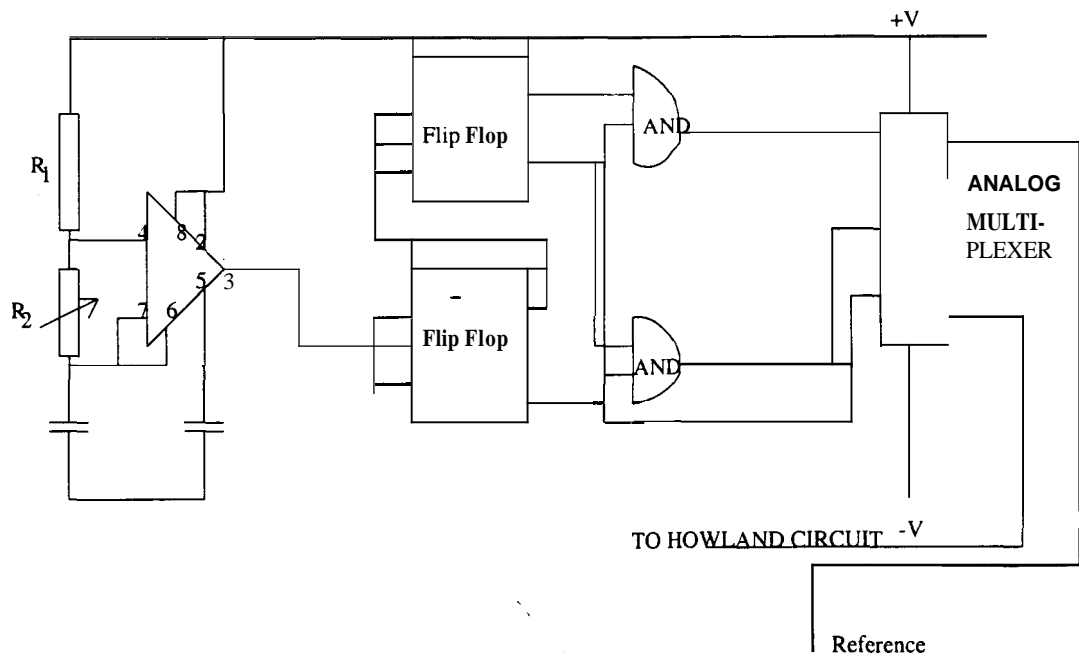 +V
Flip Flop
AND
R1
ANALOG
MULTI-
PLEXER
4
8
2
5
3
7
6
R2
Flip Flop
AND
TO HOWLAND CIRCUIT
-V
Reference